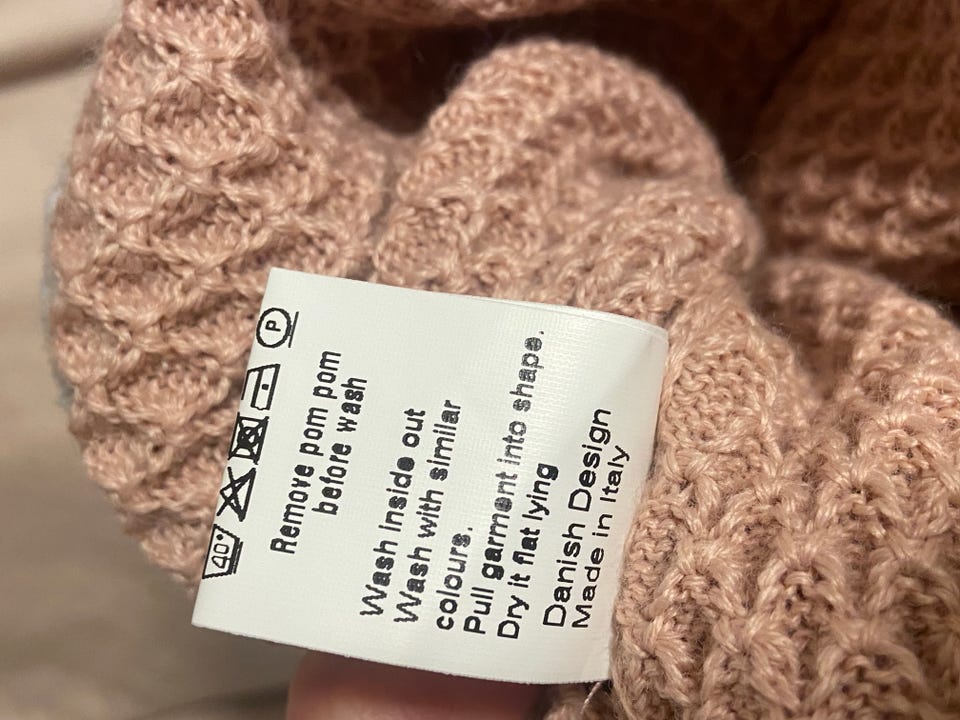 40°
P
Remove pom pom
before wash
Wash inside out
Wash with similar
colours.
Pull garment into shape.
Dry it flat lying
Danish Design
Made in Italy